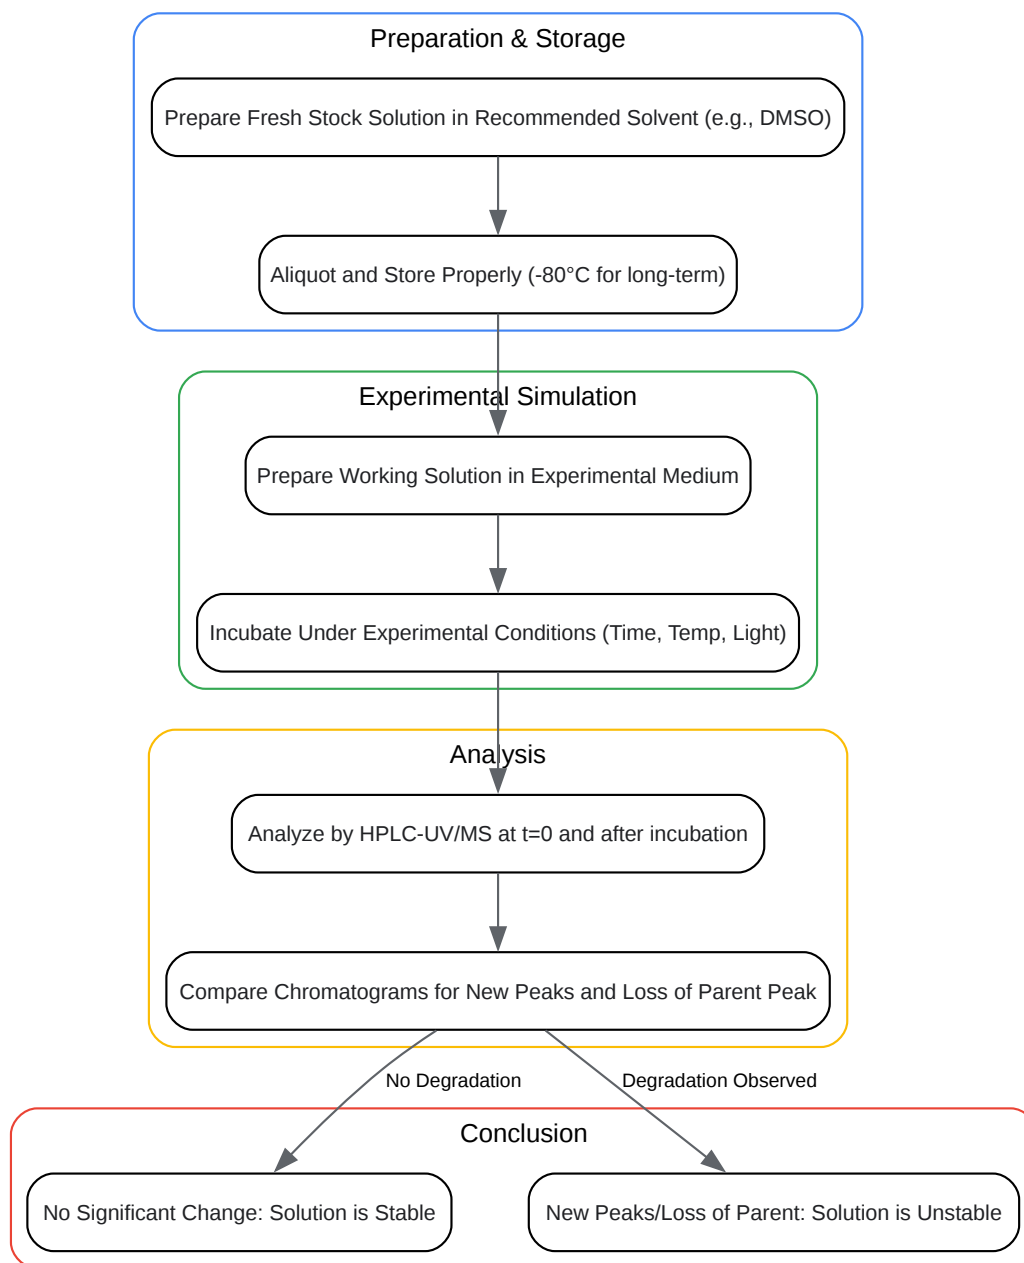 Preparation & Storage
Prepare Fresh Stock Solution in Recommended Solvent (e.g., DMSO)
Aliquot and Store Properly (-80°C for long-term)
Experimental Simulation
Prepare Working Solution in Experimental Medium
Incubate Under Experimental Conditions (Time, Temp, Light)
Analysis
Analyze by HPLC-UV/MS at t=0 and after incubation
Compare Chromatograms for New Peaks and Loss of Parent Peak
No Degradation
Degradation Observed
Conclusion
No Significant Change: Solution is Stable
New Peaks/Loss of Parent: Solution is Unstable